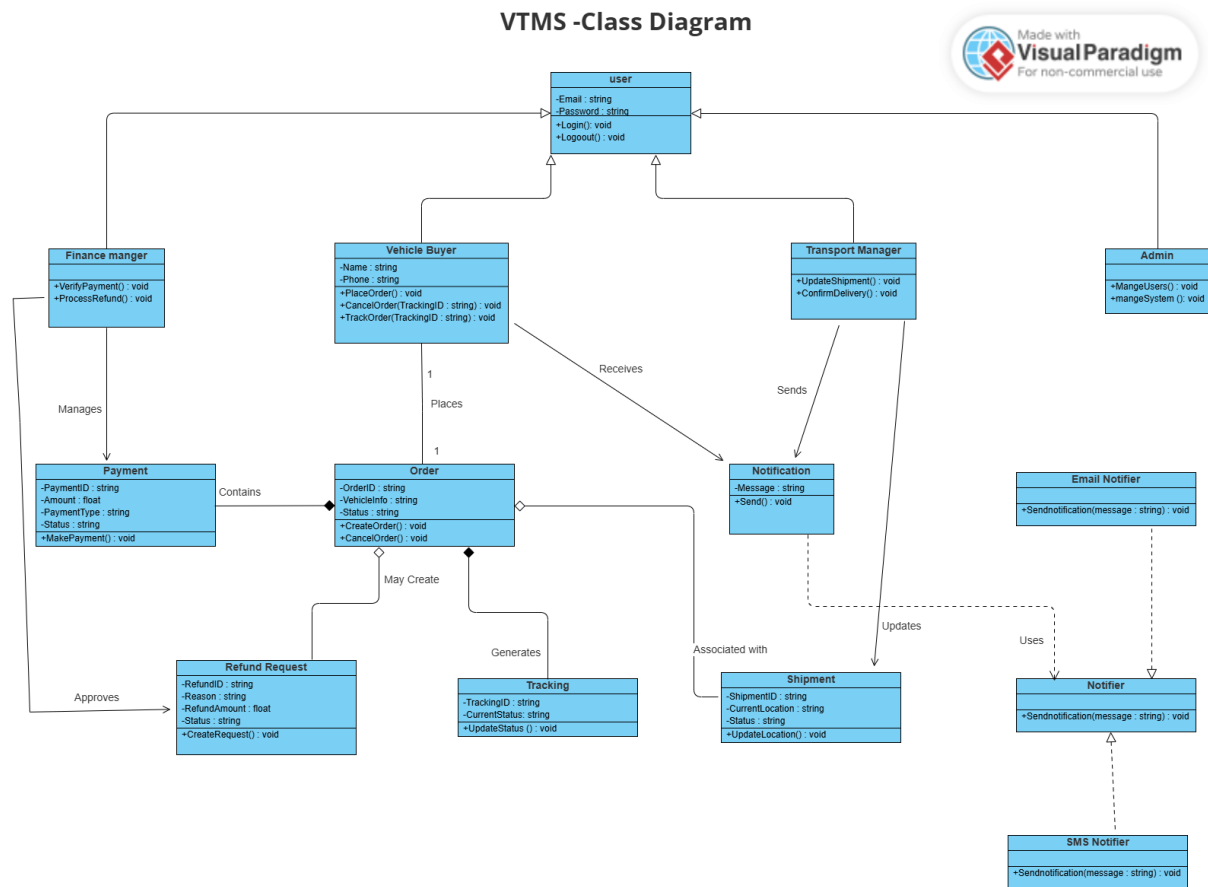 VTMS -Class Diagram
Made with
Visual Paradigm
For non-commercial use
user
-Email : string
-Password : string
+Login(): void
+Logoout() : void
Finance manger
+VerifyPayment() : void
+ProcessRefund() : void
Vehicle Buyer
-Name : string
-Phone : string
+PlaceOrder() : void
+CancelOrder(TrackingID : string) : void
+TrackOrder(TrackingID : string) : void
Transport Manager
+UpdateShipment() : void
+ConfirmDelivery() : void
Admin
+MangeUsers() : void
+mangeSystem (): void
Receives
Sends
1
Places
1
Manages
Payment
-PaymentID : string
-Amount : float
-PaymentType : string
-Status : string
+MakePayment() : void
Contains
Order
-OrderID : string
-VehicleInfo : string
-Status : string
+CreateOrder() : void
+CancelOrder() : void
Notification
-Message : string
+Send() : void
Email Notifier
+Sendnotification(message : string) : void
May Create
Generates
Associated with
Updates
Uses
Approves
Refund Request
-RefundID : string
-Reason : string
-RefundAmount : float
-Status : string
+CreateRequest() : void
Tracking
-TrackingID : string
-CurrentStatus: string
+UpdateStatus () : void
Shipment
-ShipmentID : string
-CurrentLocation : string
-Status : string
+UpdateLocation() : void
Notifier
+Sendnotification(message : string) : void
SMS Notifier
+Sendnotification(message : string) : void